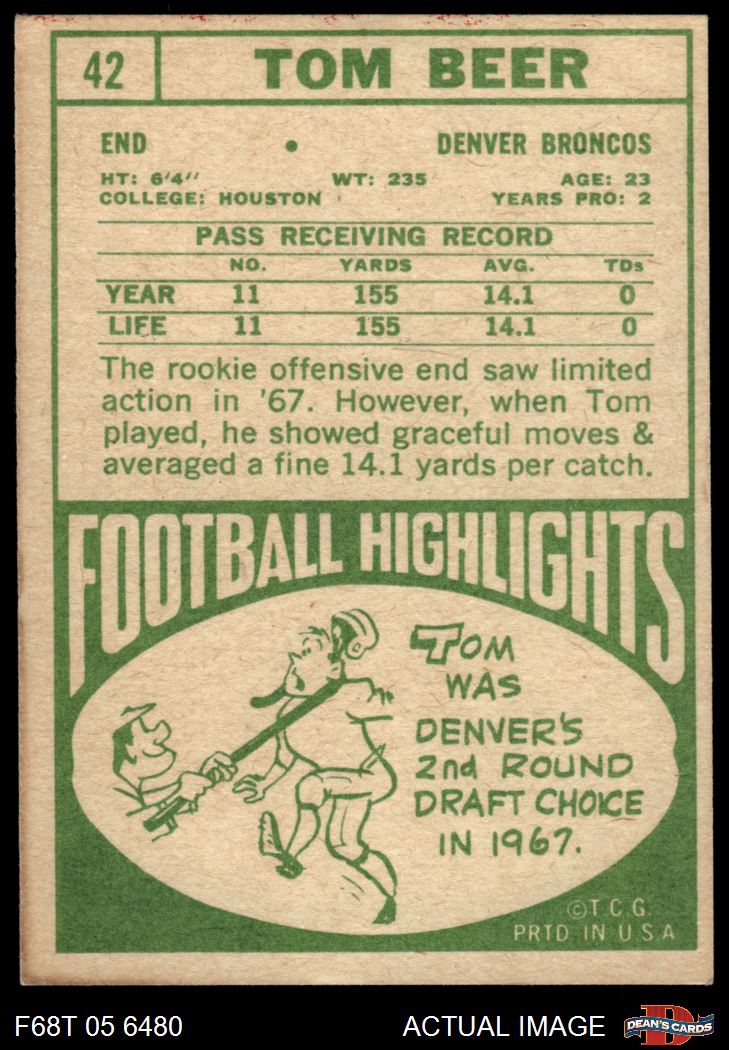 42 TOM BEER
END • DENVER BRONCOS
HT: 6'4" WT: 235 AGE: 23
COLLEGE: HOUSTON YEARS PRO: 2
PASS RECEIVING RECORD
NO. YARDS AVG. TDs
YEAR 11 155 14.1 0
LIFE 11 155 14.1 0
The rookie offensive end saw limited
action in '67. However, when Tom
played, he showed graceful moves &
averaged a fine 14.1 yards per catch.
FOOTBALL HIGHLIGHTS
TOM
WAS
DENVER'S
2nd ROUND
DRAFT CHOICE
IN 1967.
©T.C.G.
PRTD. IN U.S.A
F68T 05 6480 ACTUAL IMAGE D DEAN'S CARDS